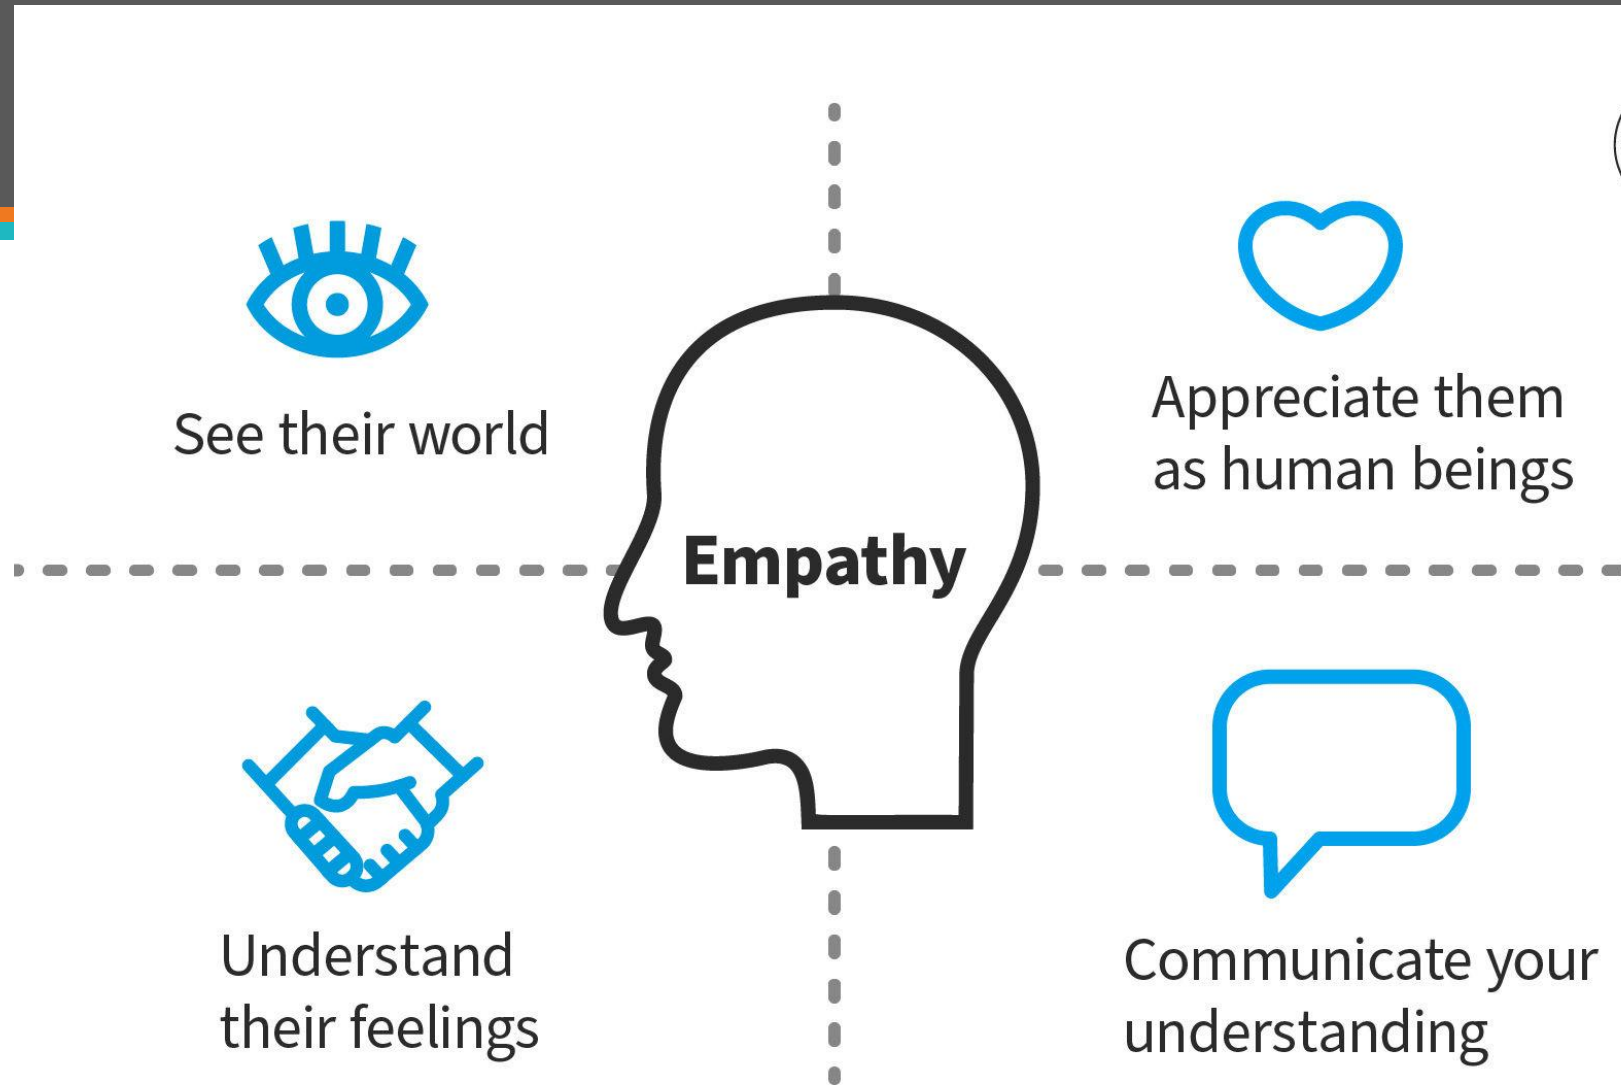 See their world
Appreciate them
as human beings
Empathy
Understand
their feelings
Communicate your
understanding